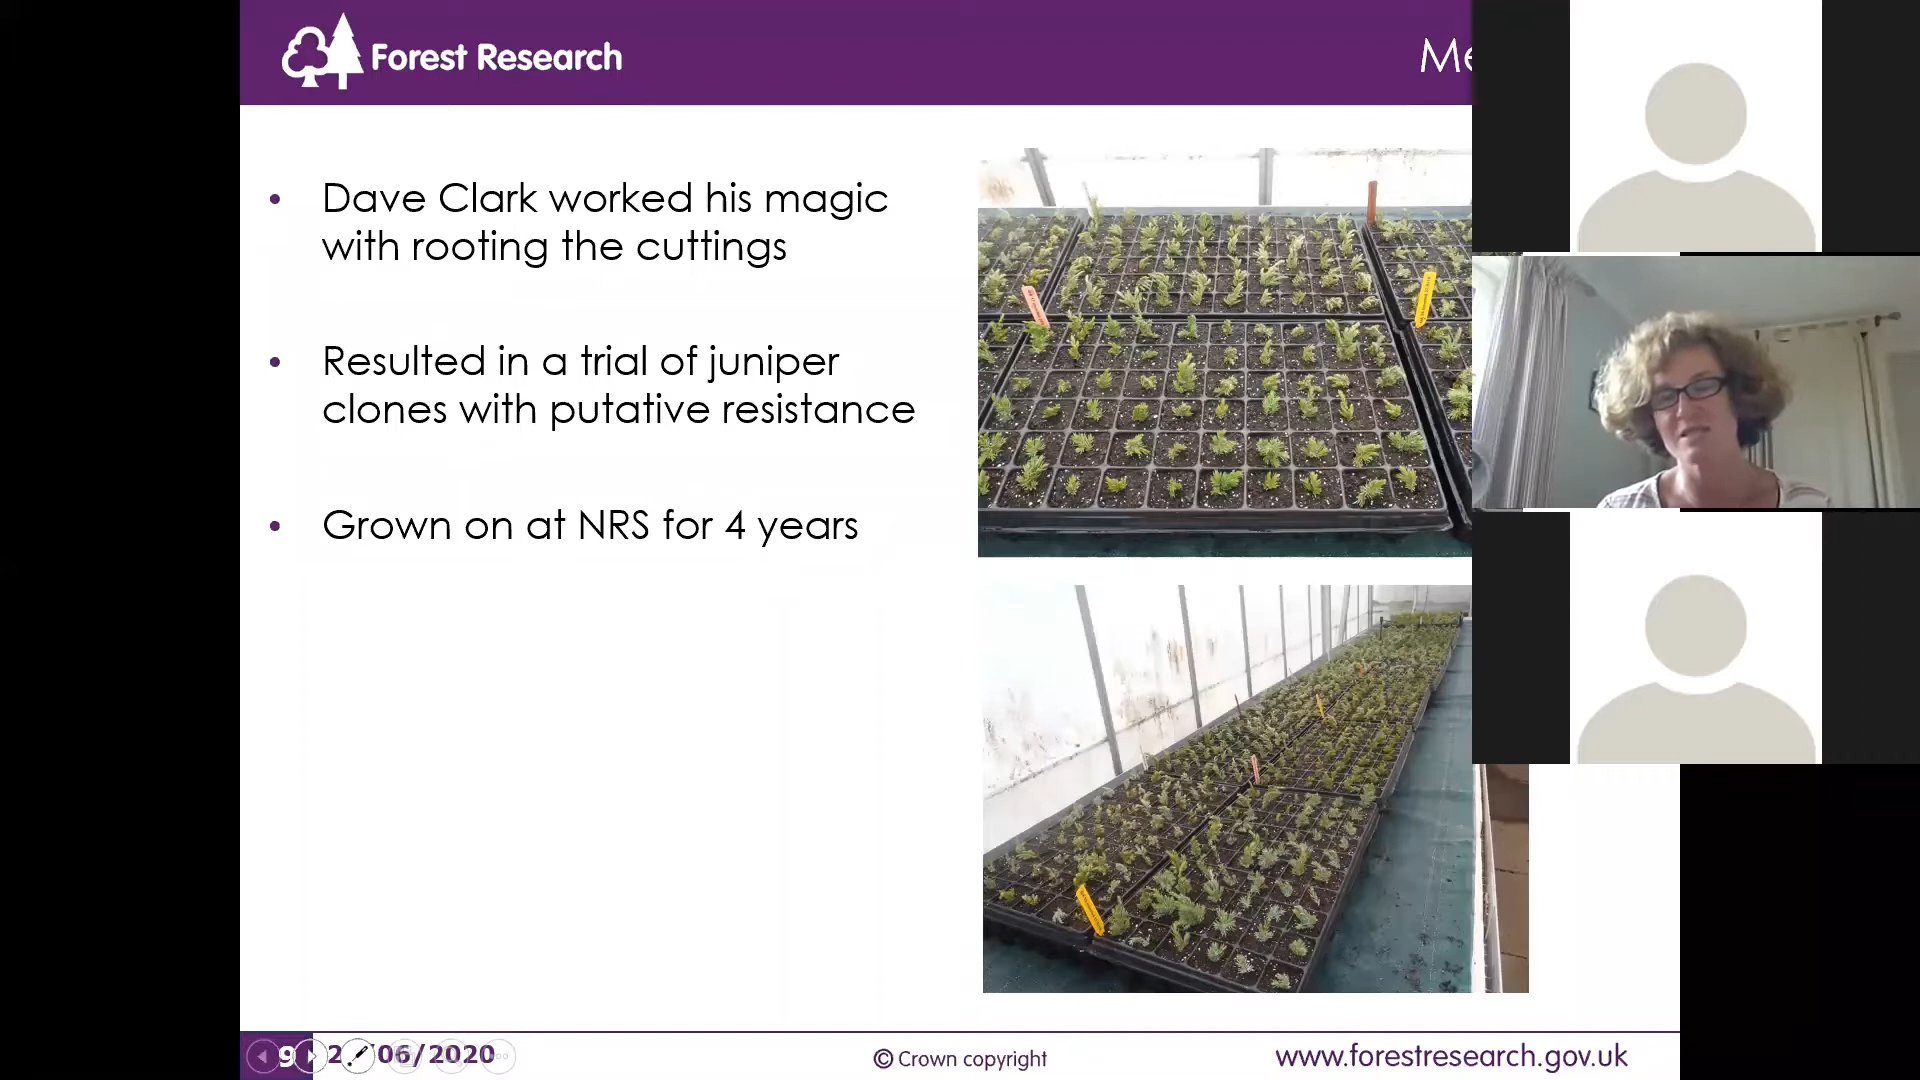 Forest Research
Dave Clark worked his magic
with rooting the cuttings
Resulted in a trial of juniper
clones with putative resistance
Grown on at NRS for 4 years
9
/06/2020
© Crown copyright
www.forestresearch.gov.uk